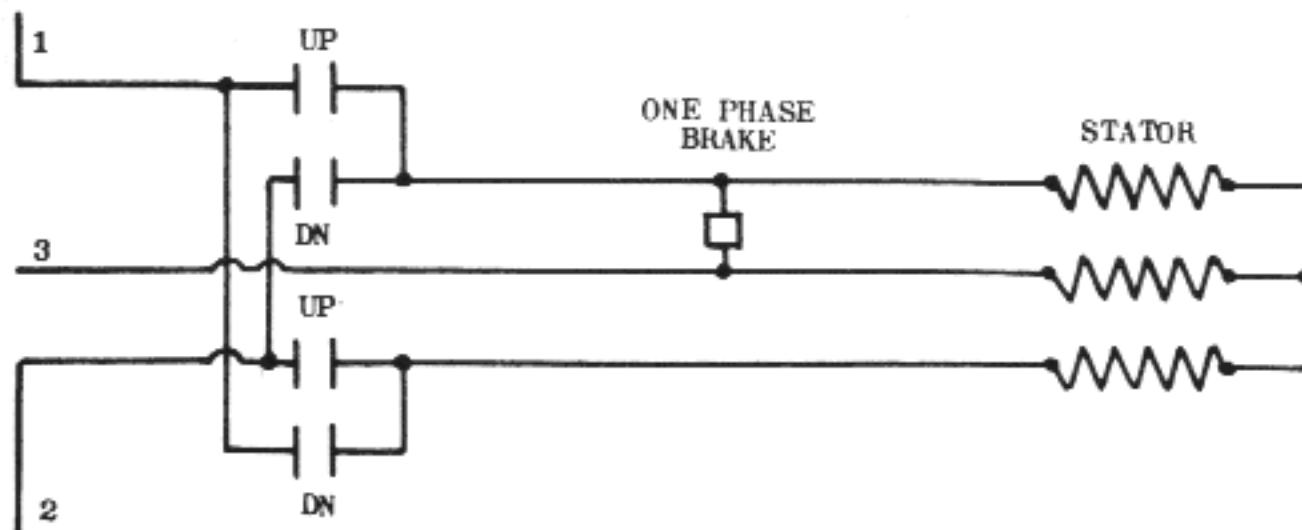 1
UP
ONE PHASE
BRAKE
STATOR
DN
3
UP
DN
2